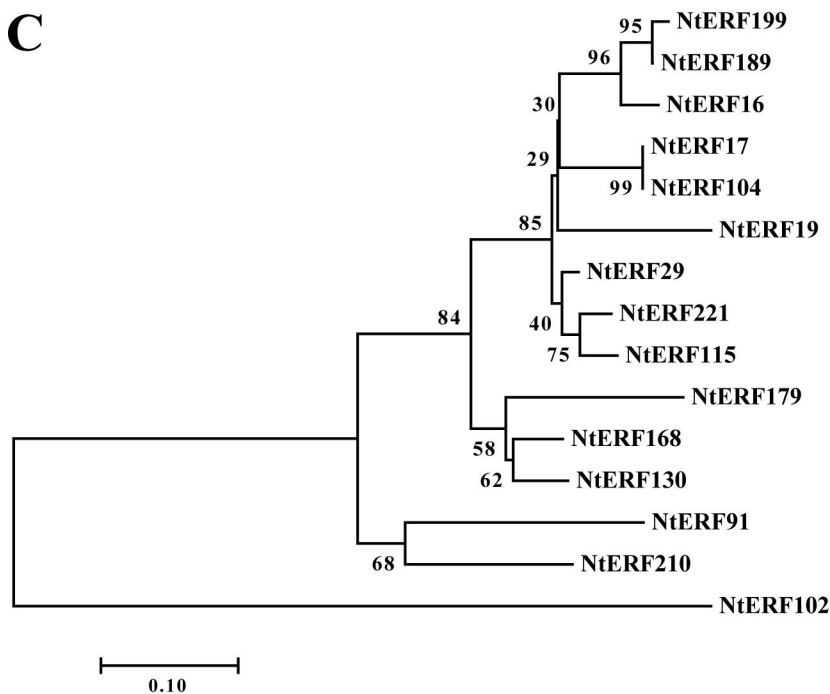 C
95
NtERF199
96
NtERF189
30
NtERF16
29
NtERF17
99
NtERF104
85
NtERF19
NtERF29
84
40
NtERF221
75
NtERF115
NtERF179
58
NtERF168
62
NtERF130
NtERF91
68
NtERF210
NtERF102
0.10